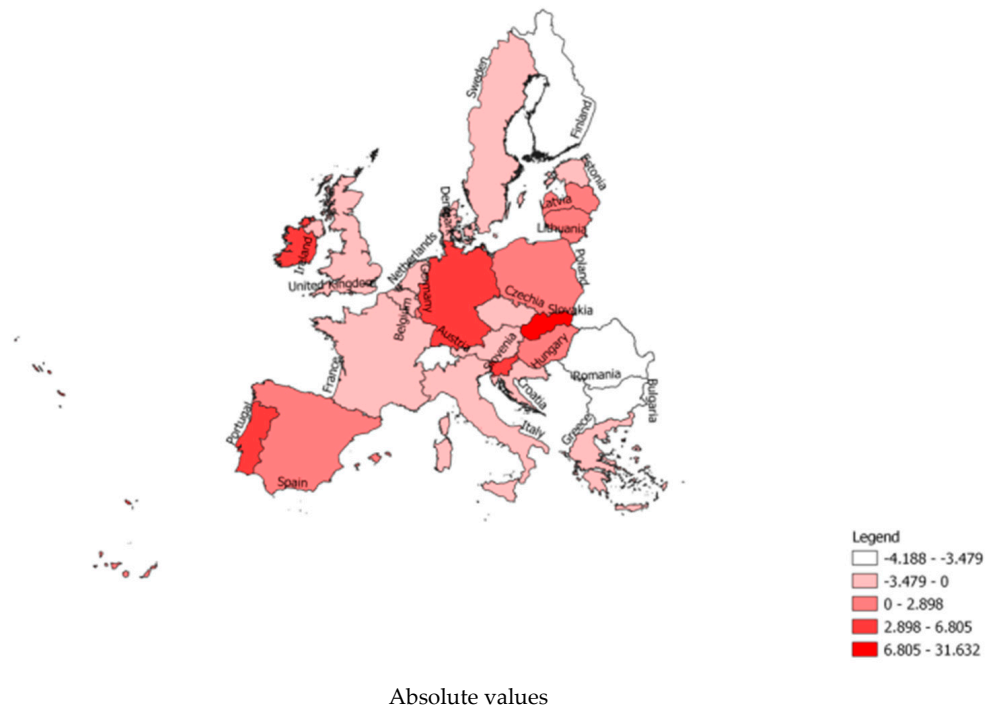 Sweden
Finland
Estonia
Latvia
Lithuania
Ireland
United Kingdom
Netherlands
Germany
Poland
Belgium
Czechia
Slovakia
Austria
Slovenia
Hungary
France
Croatia
Romania
Bulgaria
Portugal
Italy
Greece
Spain
Legend
-4.188 - -3.479
-3.479 - 0
0 - 2.898
2.898 - 6.805
6.805 - 31.632
Absolute values